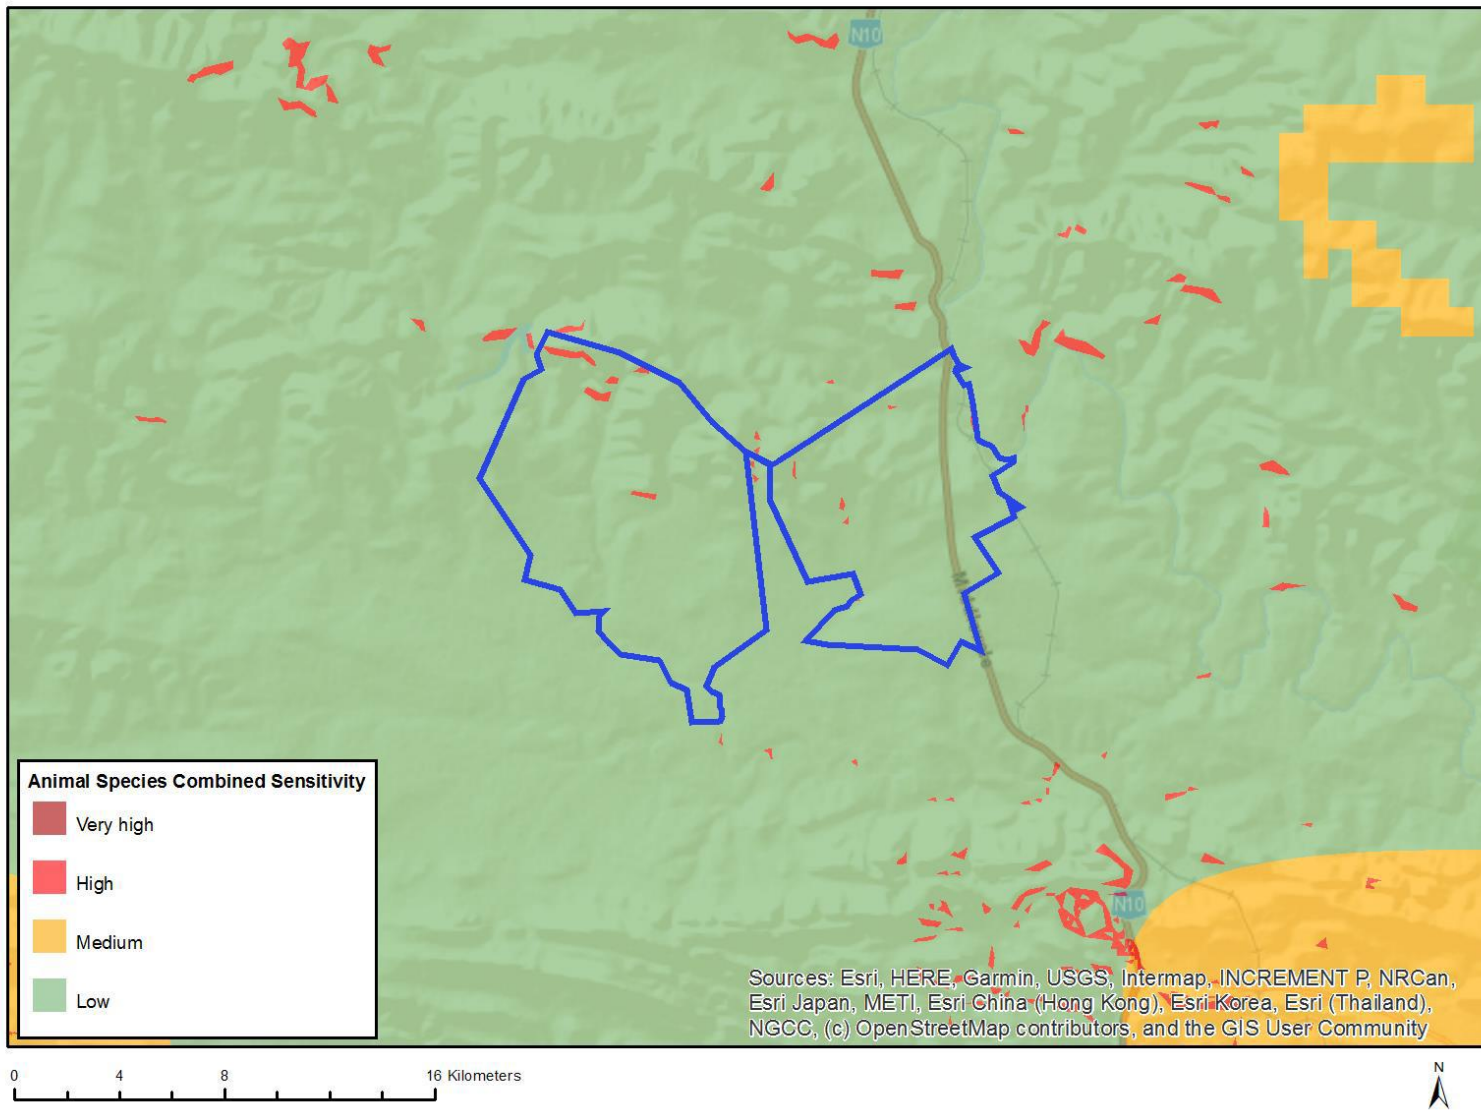 N10
Animal Species Combined Sensitivity
Very high
High
Medium
Low
N10
Sources: Esri, HERE, Garmin, USGS, Intermap, INCREMENT P, NRCan,
Esri Japan, METI, Esri China (Hong Kong), Esri Korea, Esri (Thailand),
NGCC, (c) OpenStreetMap contributors, and the GIS User Community
0 4 8 16 Kilometers
N